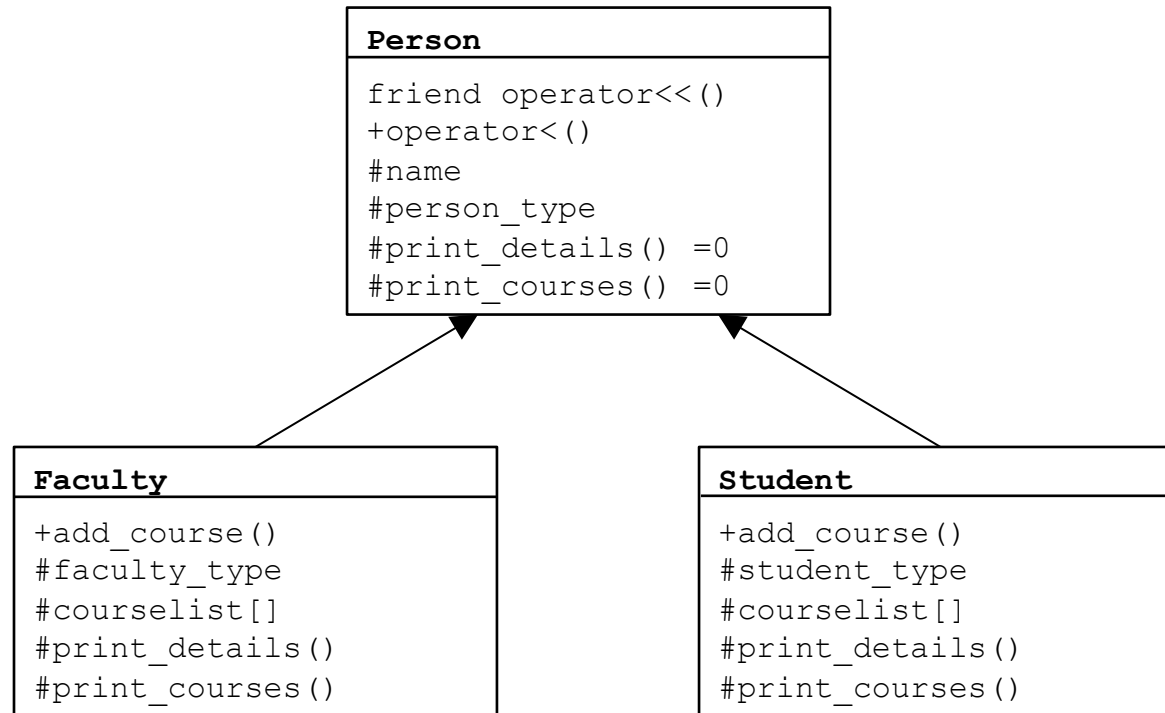 Person
friend operator<<()
+operator<()
#name
#person_type
#print_details() =0
#print_courses() =0
Faculty
+add_course()
#faculty_type
#courselist[]
#print_details()
#print_courses()
Student
+add_course()
#student_type
#courselist[]
#print_details()
#print_courses()